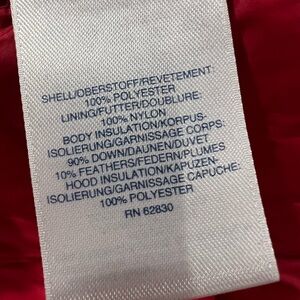 SHELL/OBERSTOFF/REVETEMENT:
100% POLYESTER
LINING/FUTTER/DOUBLURE:
100% NYLON
BODY INSULATION/KORPUS-
ISOLIERUNG/GARNISSAGE CORPS:
90% DOWN/DAUNEN/DUVET
10% FEATHERS/FEDERN/PLUMES
HOOD INSULATION/KAPUZEN-
ISOLIERUNG/GARNISSAGE CAPUCHE:
100% POLYESTER
RN 62830